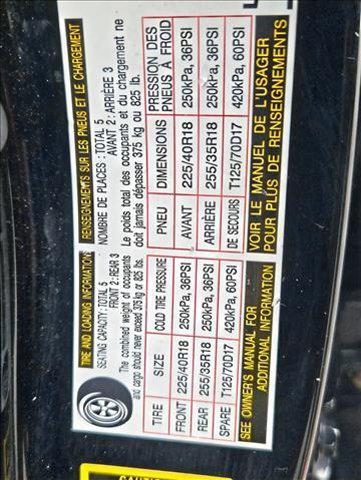 TIRE AND LOADING INFORMATION
SEATING CAPACITY: TOTAL 5
FRONT 2: REAR 3
The combined weight of occupants
and cargo should never exceed 375 kg or 825 lbs.
TIRE SIZE COLD TIRE PRESSURE
FRONT 225/40R18 250kPa, 36PSI
REAR 255/35R18 250kPa, 36PSI
SPARE T125/70D17 420kPa, 60PSI
SEE OWNER'S MANUAL FOR
ADDITIONAL INFORMATION
RENSEIGNEMENTS SUR LES PNEUS ET LE CHARGEMENT
NOMBRE DE PLACES : TOTAL 5
AVANT 2: ARRIÈRE 3
Le poids total des occupants et du chargement ne
doit jamais dépasser 375 kg ou 825 lb.
PNEU DIMENSIONS PRESSION DES
PNEUS À FROID
AVANT 225/40R18 250kPa, 36PSI
ARRIÈRE 255/35R18 250kPa, 36PSI
DE SECOURS T125/70D17 420kPa, 60PSI
VOIR LE MANUEL DE L'USAGER
POUR PLUS DE RENSEIGNEMENTS